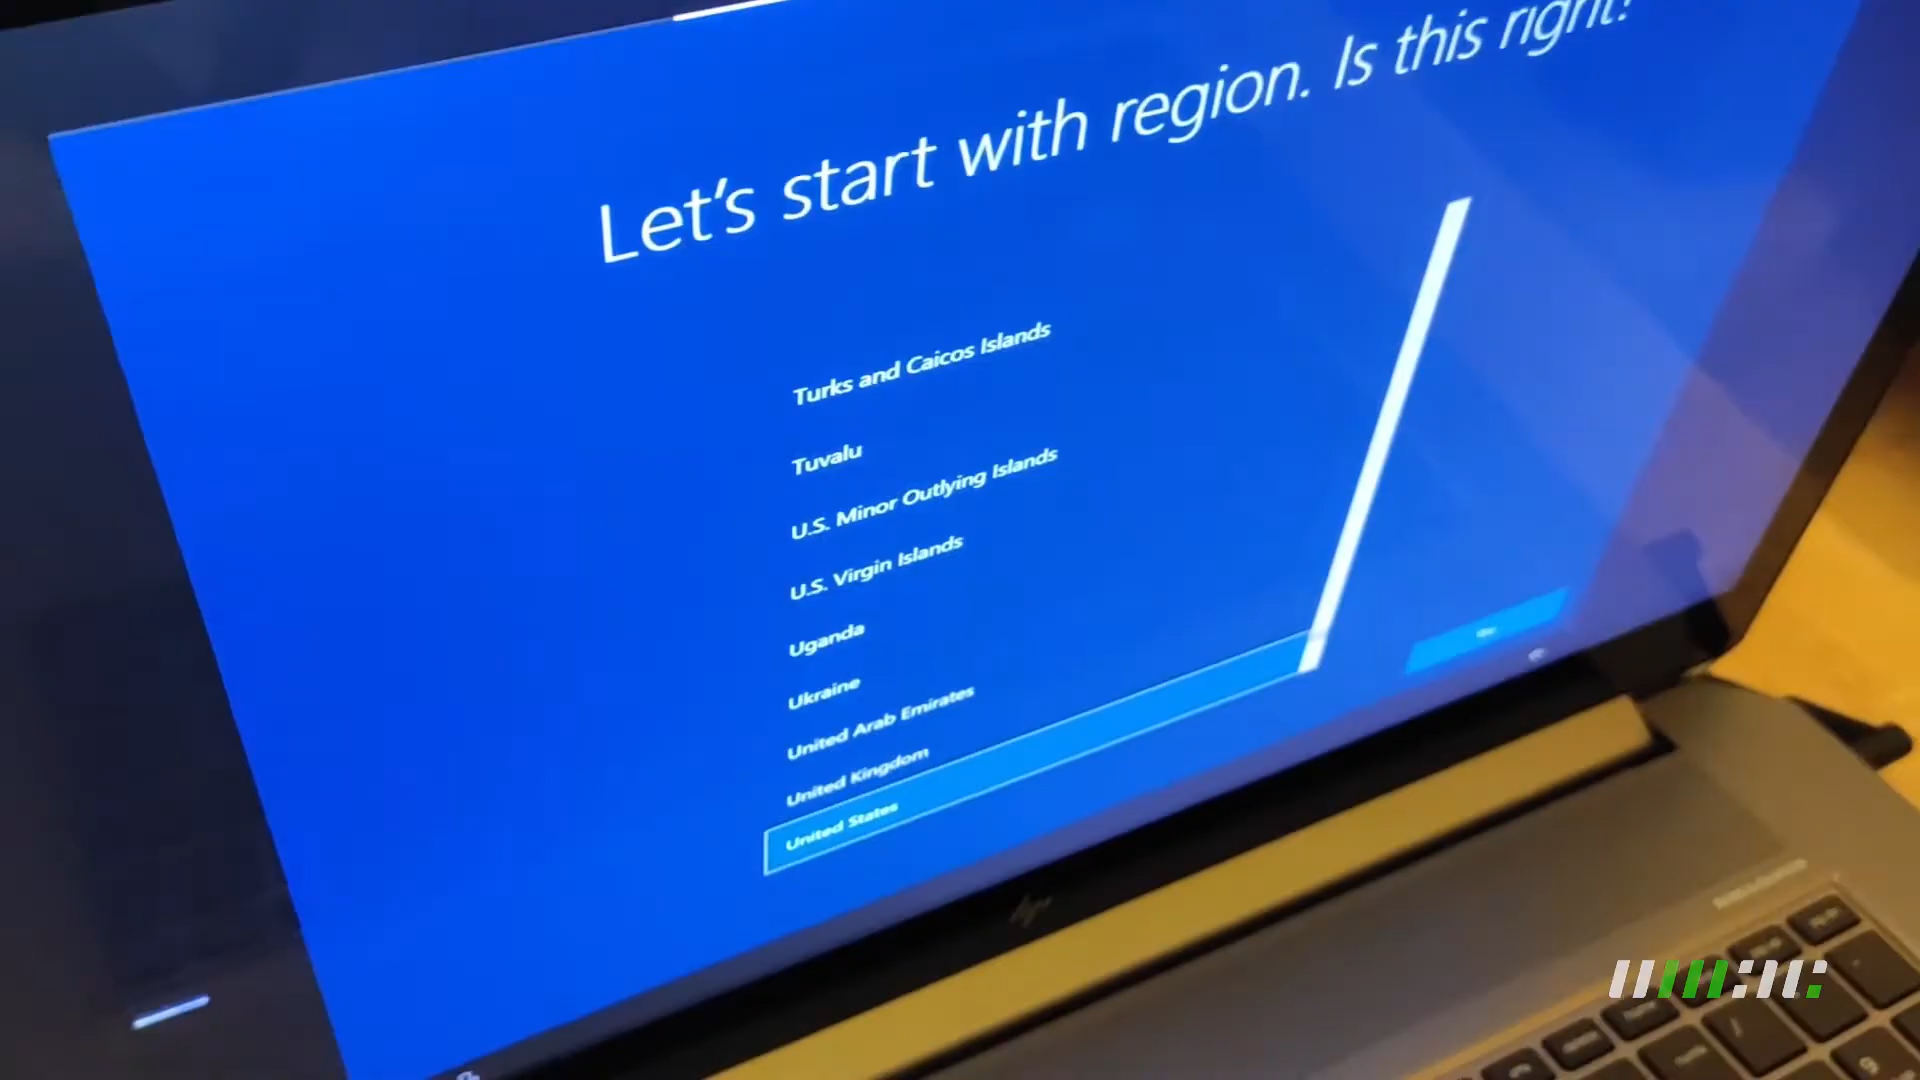 Let's start with region. Is this right?
Turks and Caicos Islands
Tuvalu
U.S. Minor Outlying Islands
U.S. Virgin Islands
Uganda
Ukraine
United Arab Emirates
United Kingdom
United States
hp